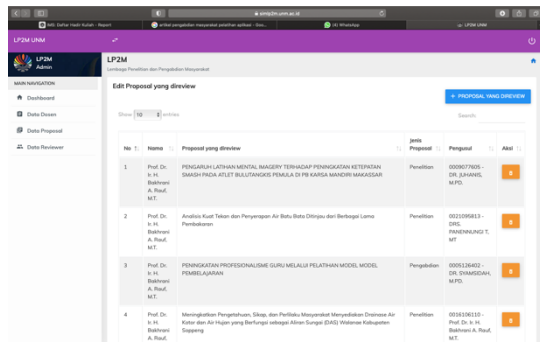 simlp2m.unm.ac.id
INS: Daftar Hadir Kuliah - Report
artikel pengabdian masyarakat pelatihan aplikasi - Goo...
(4) WhatsApp
LP2M UNM
LP2M UNM
LP2M
Admin
MAIN NAVIGATION
Dashboard
Data Dosen
Data Proposal
Data Reviewer
LP2M
Lembaga Penelitian dan Pengabdian Masyarakat
Edit Proposal yang direview
+ PROPOSAL YANG DIREVIEW
Show 10 entries
Search:
No
Nama
Proposal yang direview
Jenis
Proposal
Pengusul
Aksi
1
Prof. Dr.
Ir. H.
Bakhrani
A. Rauf,
M.T.
PENGARUH LATIHAN MENTAL IMAGERY TERHADAP PENINGKATAN KETEPATAN
SMASH PADA ATLET BULUTANGKIS PEMULA DI PB KARSA MANDIRI MAKASSAR
Penelitian
0009077605 -
DR. JUHANIS,
M.PD.
2
Prof. Dr.
Ir. H.
Bakhrani
A. Rauf,
M.T.
Analisis Kuat Tekan dan Penyerapan Air Batu Bata Ditinjau dari Berbagai Lama
Pembakaran
Penelitian
0021095813 -
DRS.
PANENNUNGI T,
MT
3
Prof. Dr.
Ir. H.
Bakhrani
A. Rauf,
M.T.
PENINGKATAN PROFESIONALISME GURU MELALUI PELATIHAN MODEL MODEL
PEMBELAJARAN
Pengabdian
0005126402 -
DR. SYAMSIDAH,
M.PD.
4
Prof. Dr.
Ir. H.
Bakhrani
A. Rauf,
Meningkatkan Pengetahuan, Sikap, dan Perilaku Masyarakat Menyediakan Drainase Air
Kotor dan Air Hujan yang Berfungsi sebagai Aliran Sungai (DAS) Walanae Kabupaten
Soppeng
Penelitian
0016106110 -
Prof. Dr. Ir. H.
Bakhrani A. Rauf,
M.T.